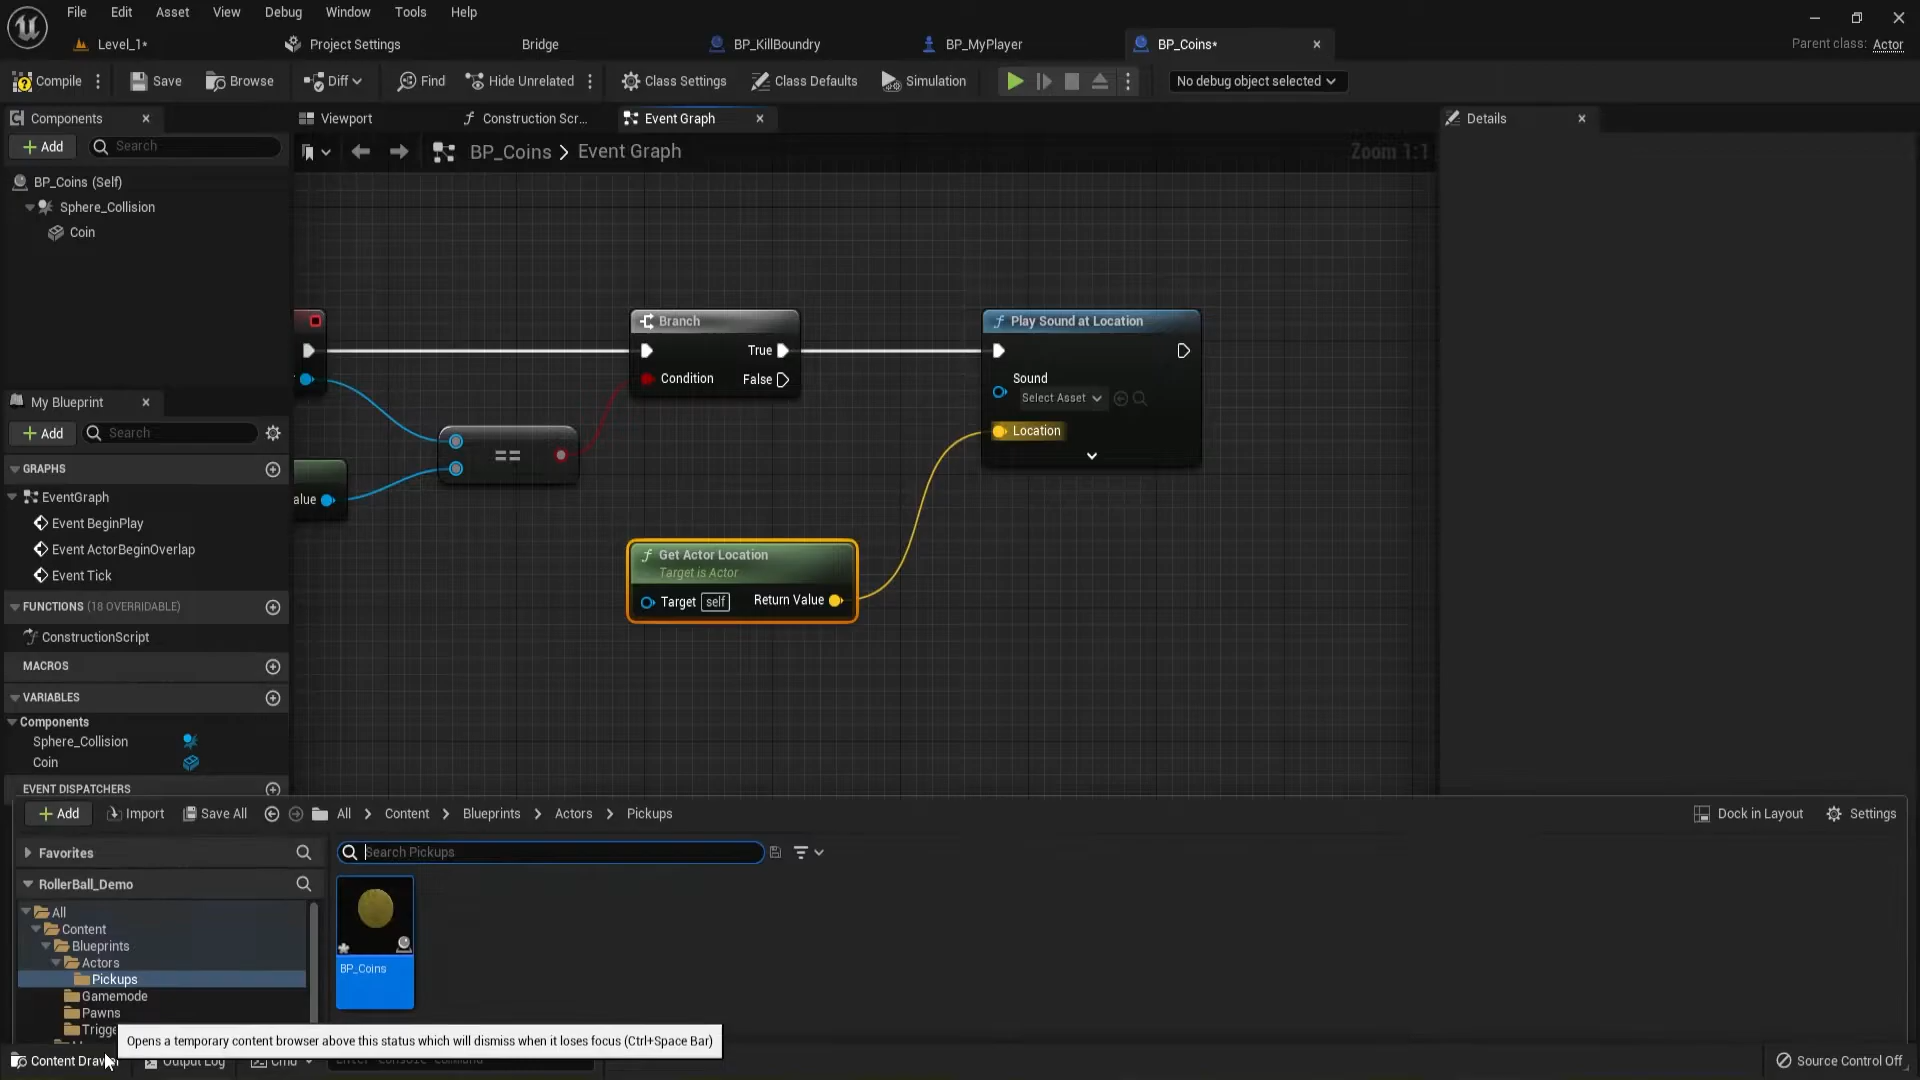 File Edit Asset View Debug Window Tools Help
Level_1* Project Settings Bridge BP_KillBoundry BP_MyPlayer BP_Coins* Parent class: Actor
Compile Save Browse Diff Find Hide Unrelated Class Settings Class Defaults Simulation No debug object selected
Components Viewport Construction Scr... Event Graph Details
Add Search BP_Coins > Event Graph Zoom 1:1
BP_Coins (Self)
Sphere_Collision
Coin
Branch
True
Condition False
Play Sound at Location
Sound
Select Asset
Location
==
alue
Get Actor Location
Target is Actor
Target self Return Value
My Blueprint
Add Search
GRAPHS
EventGraph
Event BeginPlay
Event ActorBeginOverlap
Event Tick
FUNCTIONS (18 OVERRIDABLE)
ConstructionScript
MACROS
VARIABLES
Components
Sphere_Collision
Coin
EVENT DISPATCHERS
Add Import Save All All > Content > Blueprints > Actors > Pickups Dock in Layout Settings
Favorites Search Pickups
RollerBall_Demo
All
Content
Blueprints
Actors
Pickups
Gamemode
Pawns
Trigge
BP_Coins
Opens a temporary content browser above this status which will dismiss when it loses focus (Ctrl+Space Bar)
Content Draw Output Log Cmd Enter Console Command Source Control Off